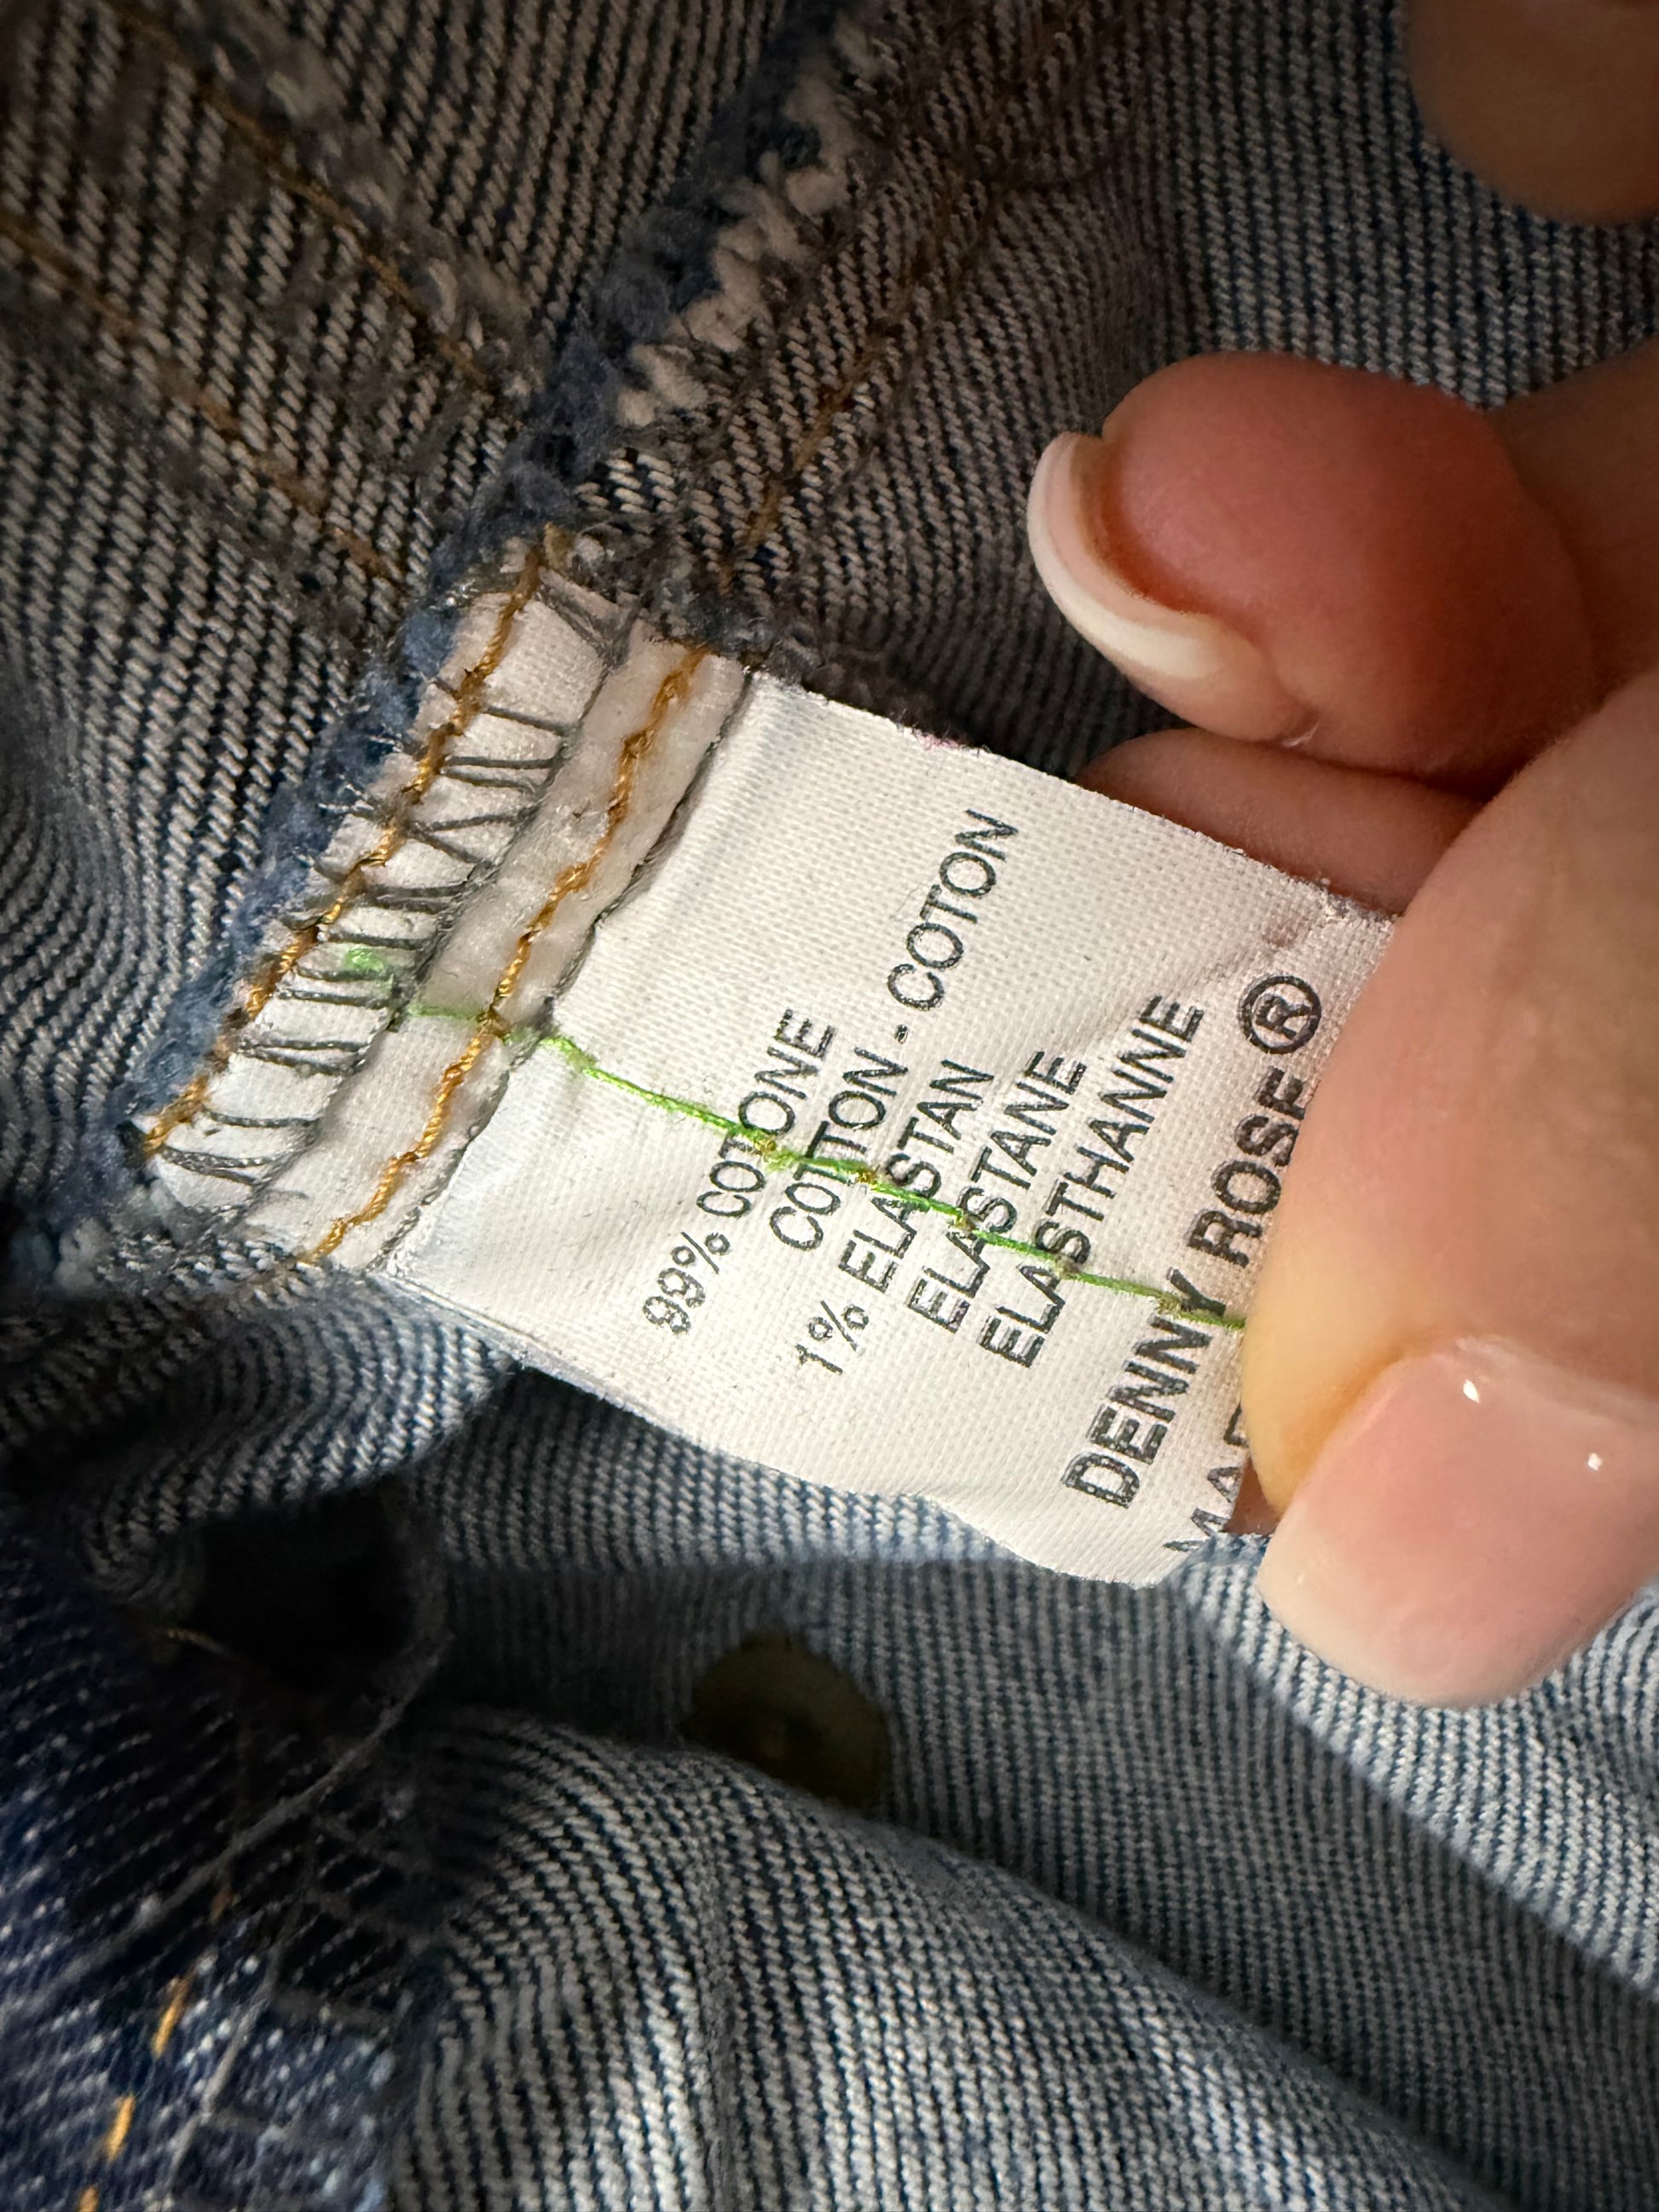 99% COTONE
COTTON - COTON
1% ELASTAN
ELASTANE
ELASTHANNE
DENNY ROSE ®